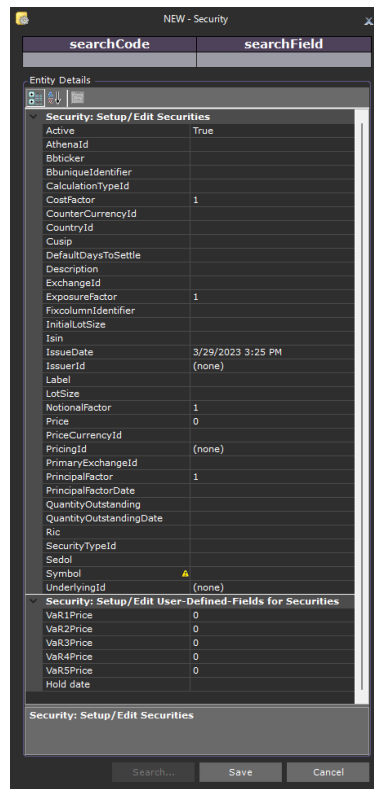 NEW - Security
x
searchCode searchField
Entity Details
Security: Setup/Edit Securities
Active True
AthenaId
Bbticker
BbuniqueIdentifier
CalculationTypeId
CostFactor 1
CounterCurrencyId
CountryId
Cusip
DefaultDaysToSettle
Description
ExchangeId
ExposureFactor 1
FixcolumnIdentifier
InitialLotSize
Isin
IssueDate 3/29/2023 3:25 PM
IssuerId (none)
Label
LotSize
NotionalFactor 1
Price 0
PriceCurrencyId
PricingId (none)
PrimaryExchangeId
PrincipalFactor 1
PrincipalFactorDate
QuantityOutstanding
QuantityOutstandingDate
Ric
SecurityTypeId
Sedol
Symbol
UnderlyingId (none)
Security: Setup/Edit User-Defined-Fields for Securities
VaR1Price 0
VaR2Price 0
VaR3Price 0
VaR4Price 0
VaR5Price 0
Hold date
Security: Setup/Edit Securities
Search... Save Cancel